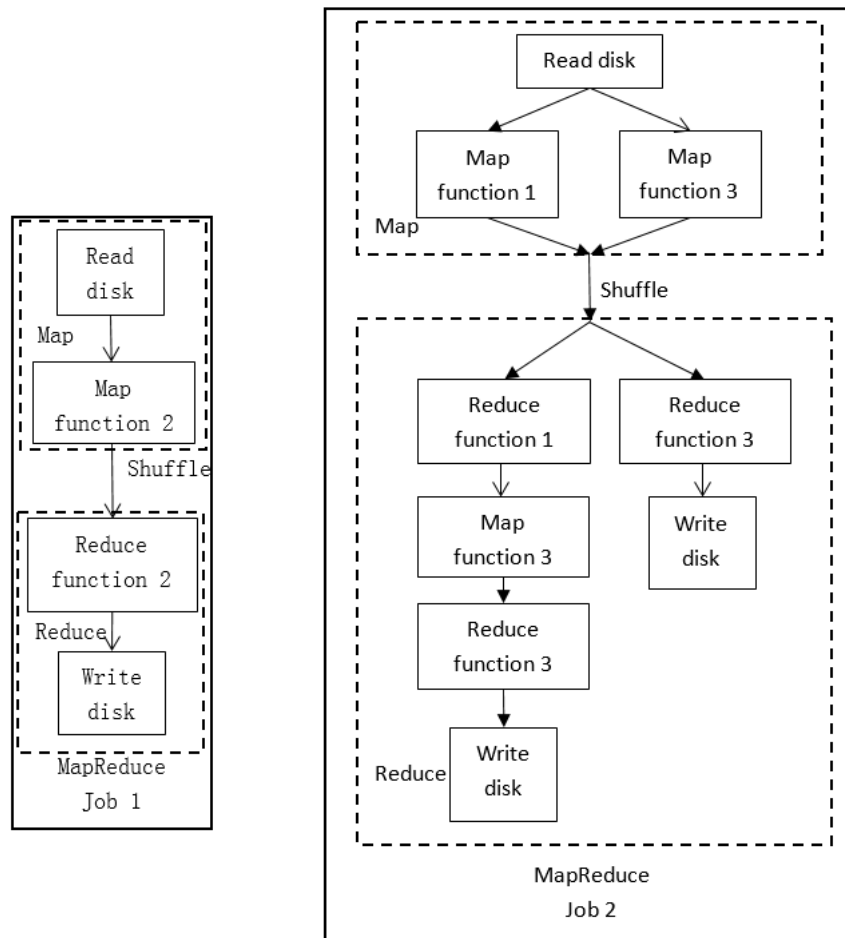 Read
disk
Map
Map
function 2
Shuffle
Reduce
function 2
Reduce
Write
disk
MapReduce
Job 1
Read disk
Map
function 1
Map
function 3
Map
Shuffle
Reduce
function 1
Reduce
function 3
Map
function 3
Write
disk
Reduce
function 3
Write
disk
Reduce
MapReduce
Job 2